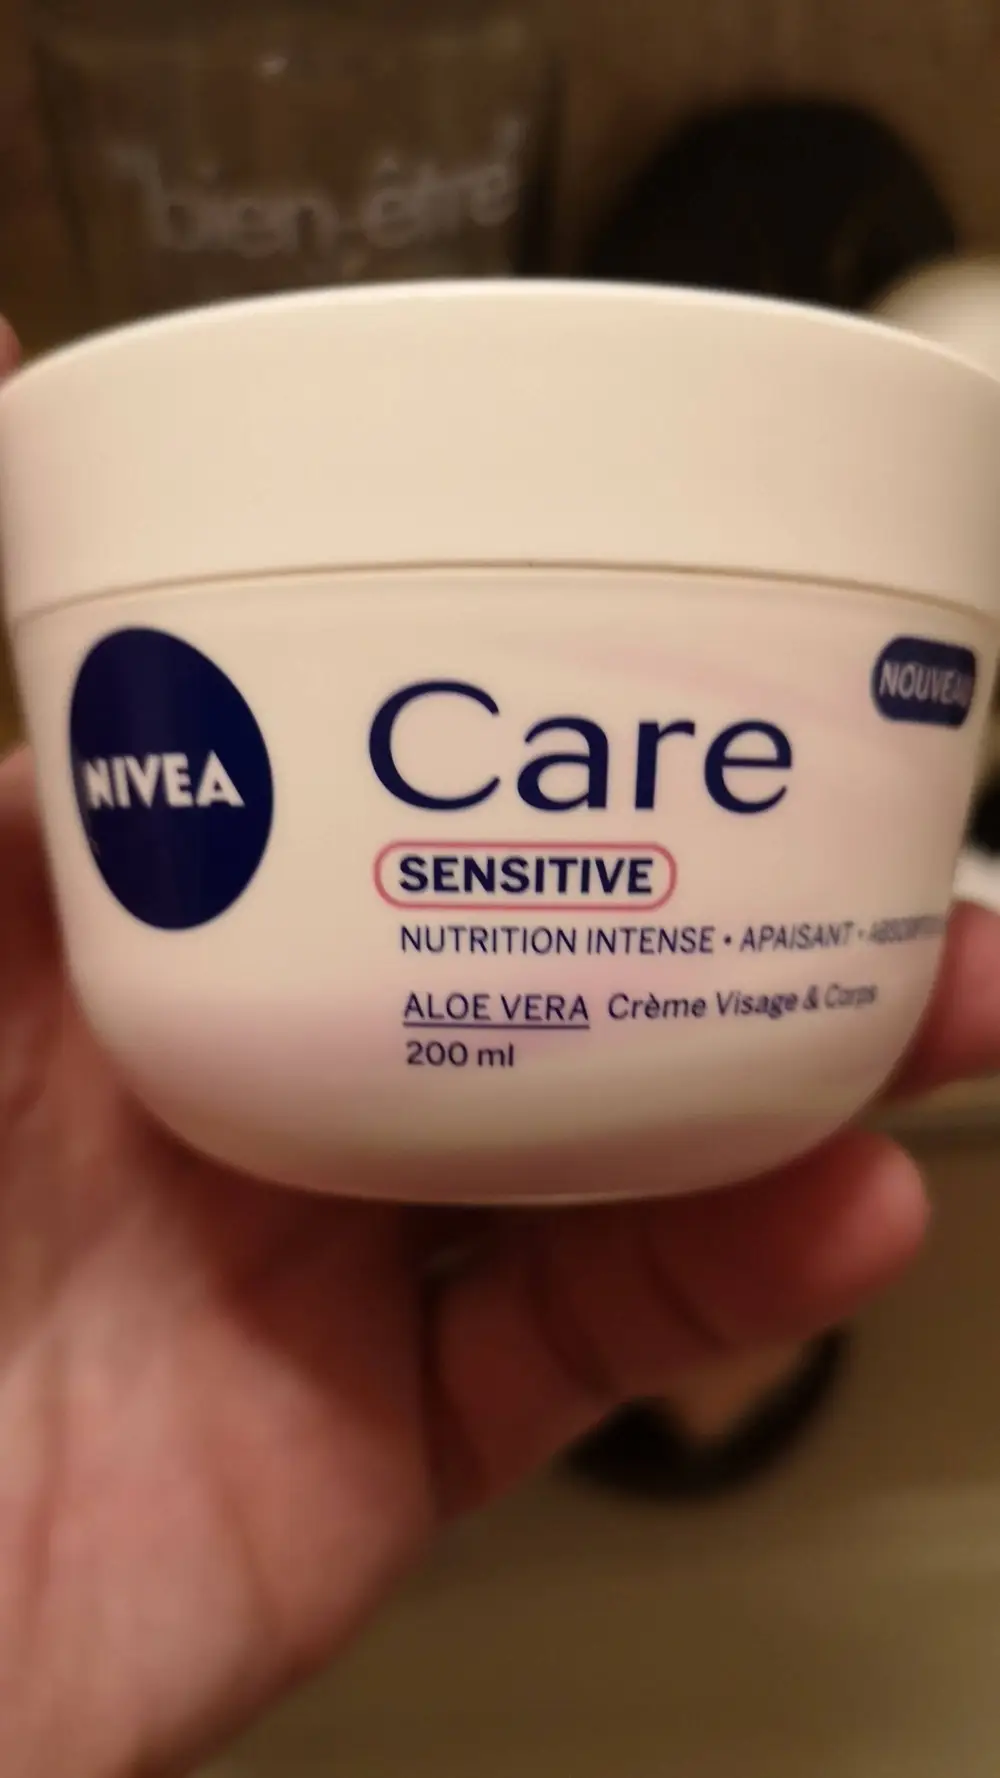 "bien-être"
NOUVEAU
NIVEA
Care
SENSITIVE
NUTRITION INTENSE • APAISANT •
ALOE VERA Crème Visage & Corps
200 ml